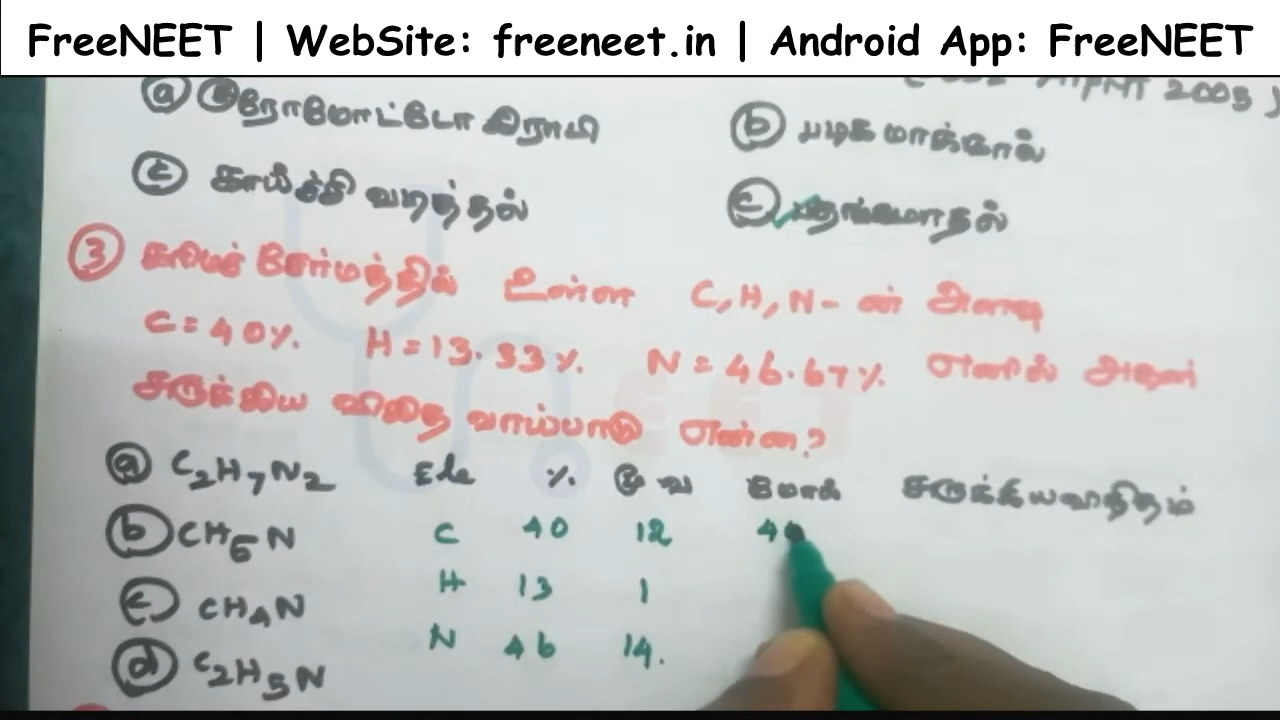 FreeNEET | WebSite: freeneet.in | Android App: FreeNEET
2005)
a குரோமோட்டோ கிராபி b படிகமாக்கல்
c காய்ச்சி வடித்தல் c பதங்கமாதல்
3 கரிமச் சேர்மத்தில் உள்ள C, H, N-ன் அளவு
C = 40%. H = 13.33%. N = 46.67%. எனில் அதன்
சுருக்கிய விகித வாய்பாடு என்ன?
a C2H7N2 Ele % மூ வ மோல் சுருக்கியவிகிதம்
b CH5N C 40 12 40
c CH4N H 13 1
d C2H5N N 46 14.